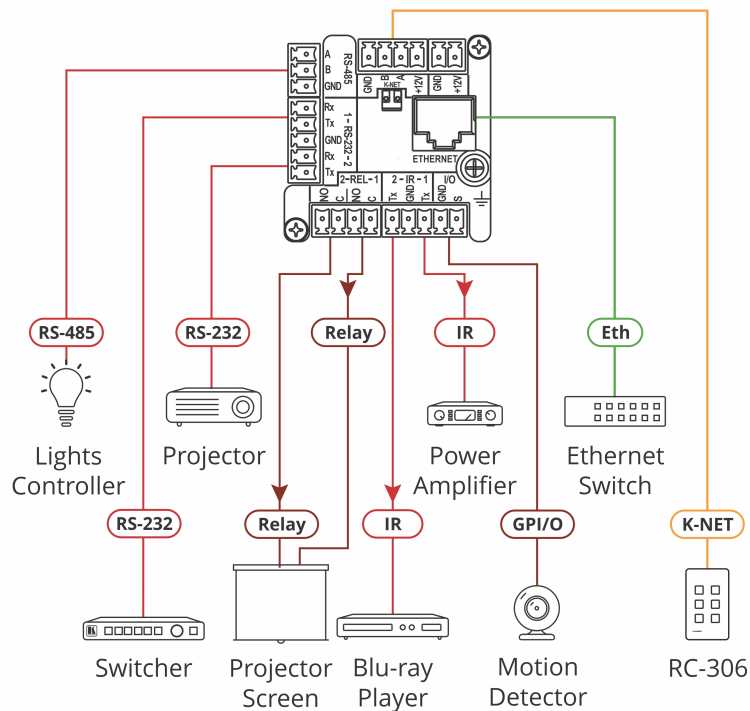 A
B
GND
RS-485
GND
B
A
+12V
GND
+12V
K-NET
Rx
Tx
GND
Rx
Tx
1 - RS-232 - 2
ETHERNET
2-REL-1
2 - IR - 1
I/O
NO
C
NO
C
Tx
GND
Tx
GND
S
RS-485
RS-232
Relay
IR
Eth
Lights
Controller
Projector
Power
Amplifier
Ethernet
Switch
RS-232
Relay
IR
GPI/O
K-NET
Switcher
Projector
Screen
Blu-ray
Player
Motion
Detector
RC-306